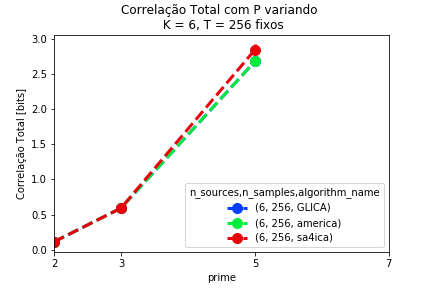 Correlação Total com P variando
K = 6, T = 256 fixos
Correlação Total [bits]
3.0
2.5
2.0
1.5
1.0
0.5
0.0
n_sources,n_samples,algorithm_name
(6, 256, GLICA)
(6, 256, america)
(6, 256, sa4ica)
2
3
5
7
prime